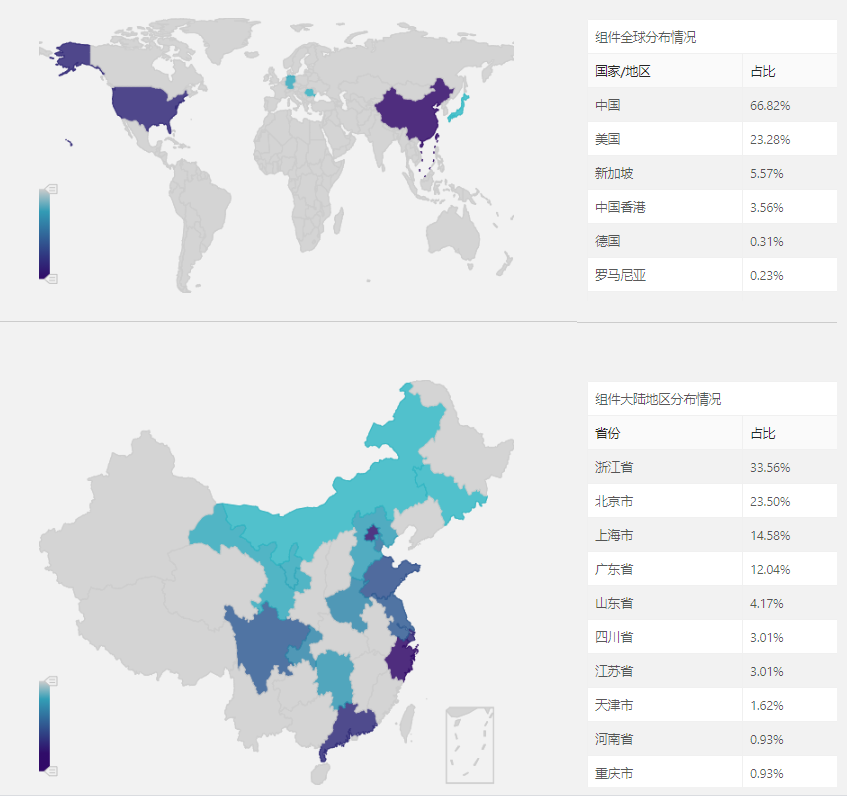 组件全球分布情况
国家/地区 占比
中国 66.82%
美国 23.28%
新加坡 5.57%
中国香港 3.56%
德国 0.31%
罗马尼亚 0.23%
组件大陆地区分布情况
省份 占比
浙江省 33.56%
北京市 23.50%
上海市 14.58%
广东省 12.04%
山东省 4.17%
四川省 3.01%
江苏省 3.01%
天津市 1.62%
河南省 0.93%
重庆市 0.93%